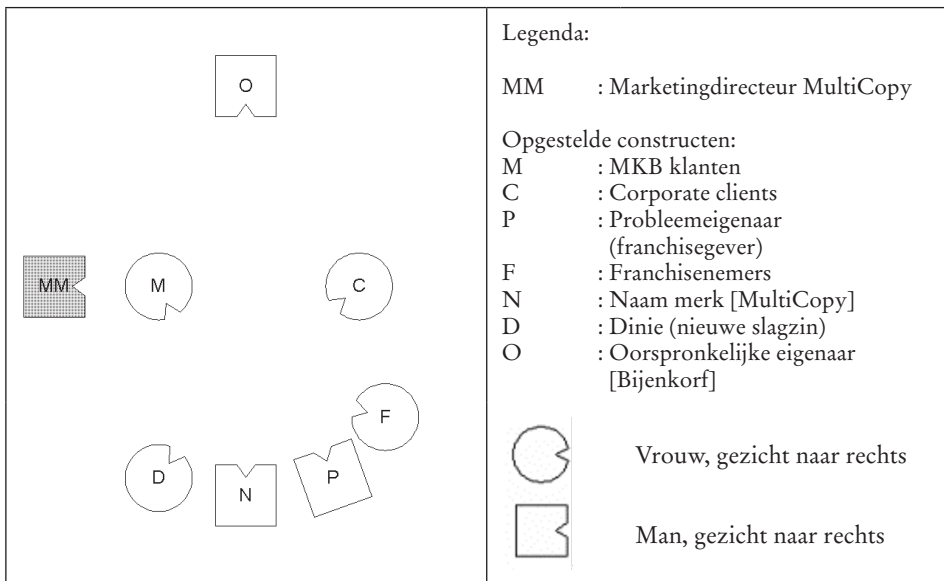 O
MM
M
C
F
D
N
P
Legenda:
MM : Marketingdirecteur MultiCopy
Opgestelde constructen:
M : MKB klanten
C : Corporate clients
P : Probleemeigenaar
(franchisegever)
F : Franchisenemers
N : Naam merk [MultiCopy]
D : Dinie (nieuwe slagzin)
O : Oorspronkelijke eigenaar
[Bijenkorf]
Vrouw, gezicht naar rechts
Man, gezicht naar rechts